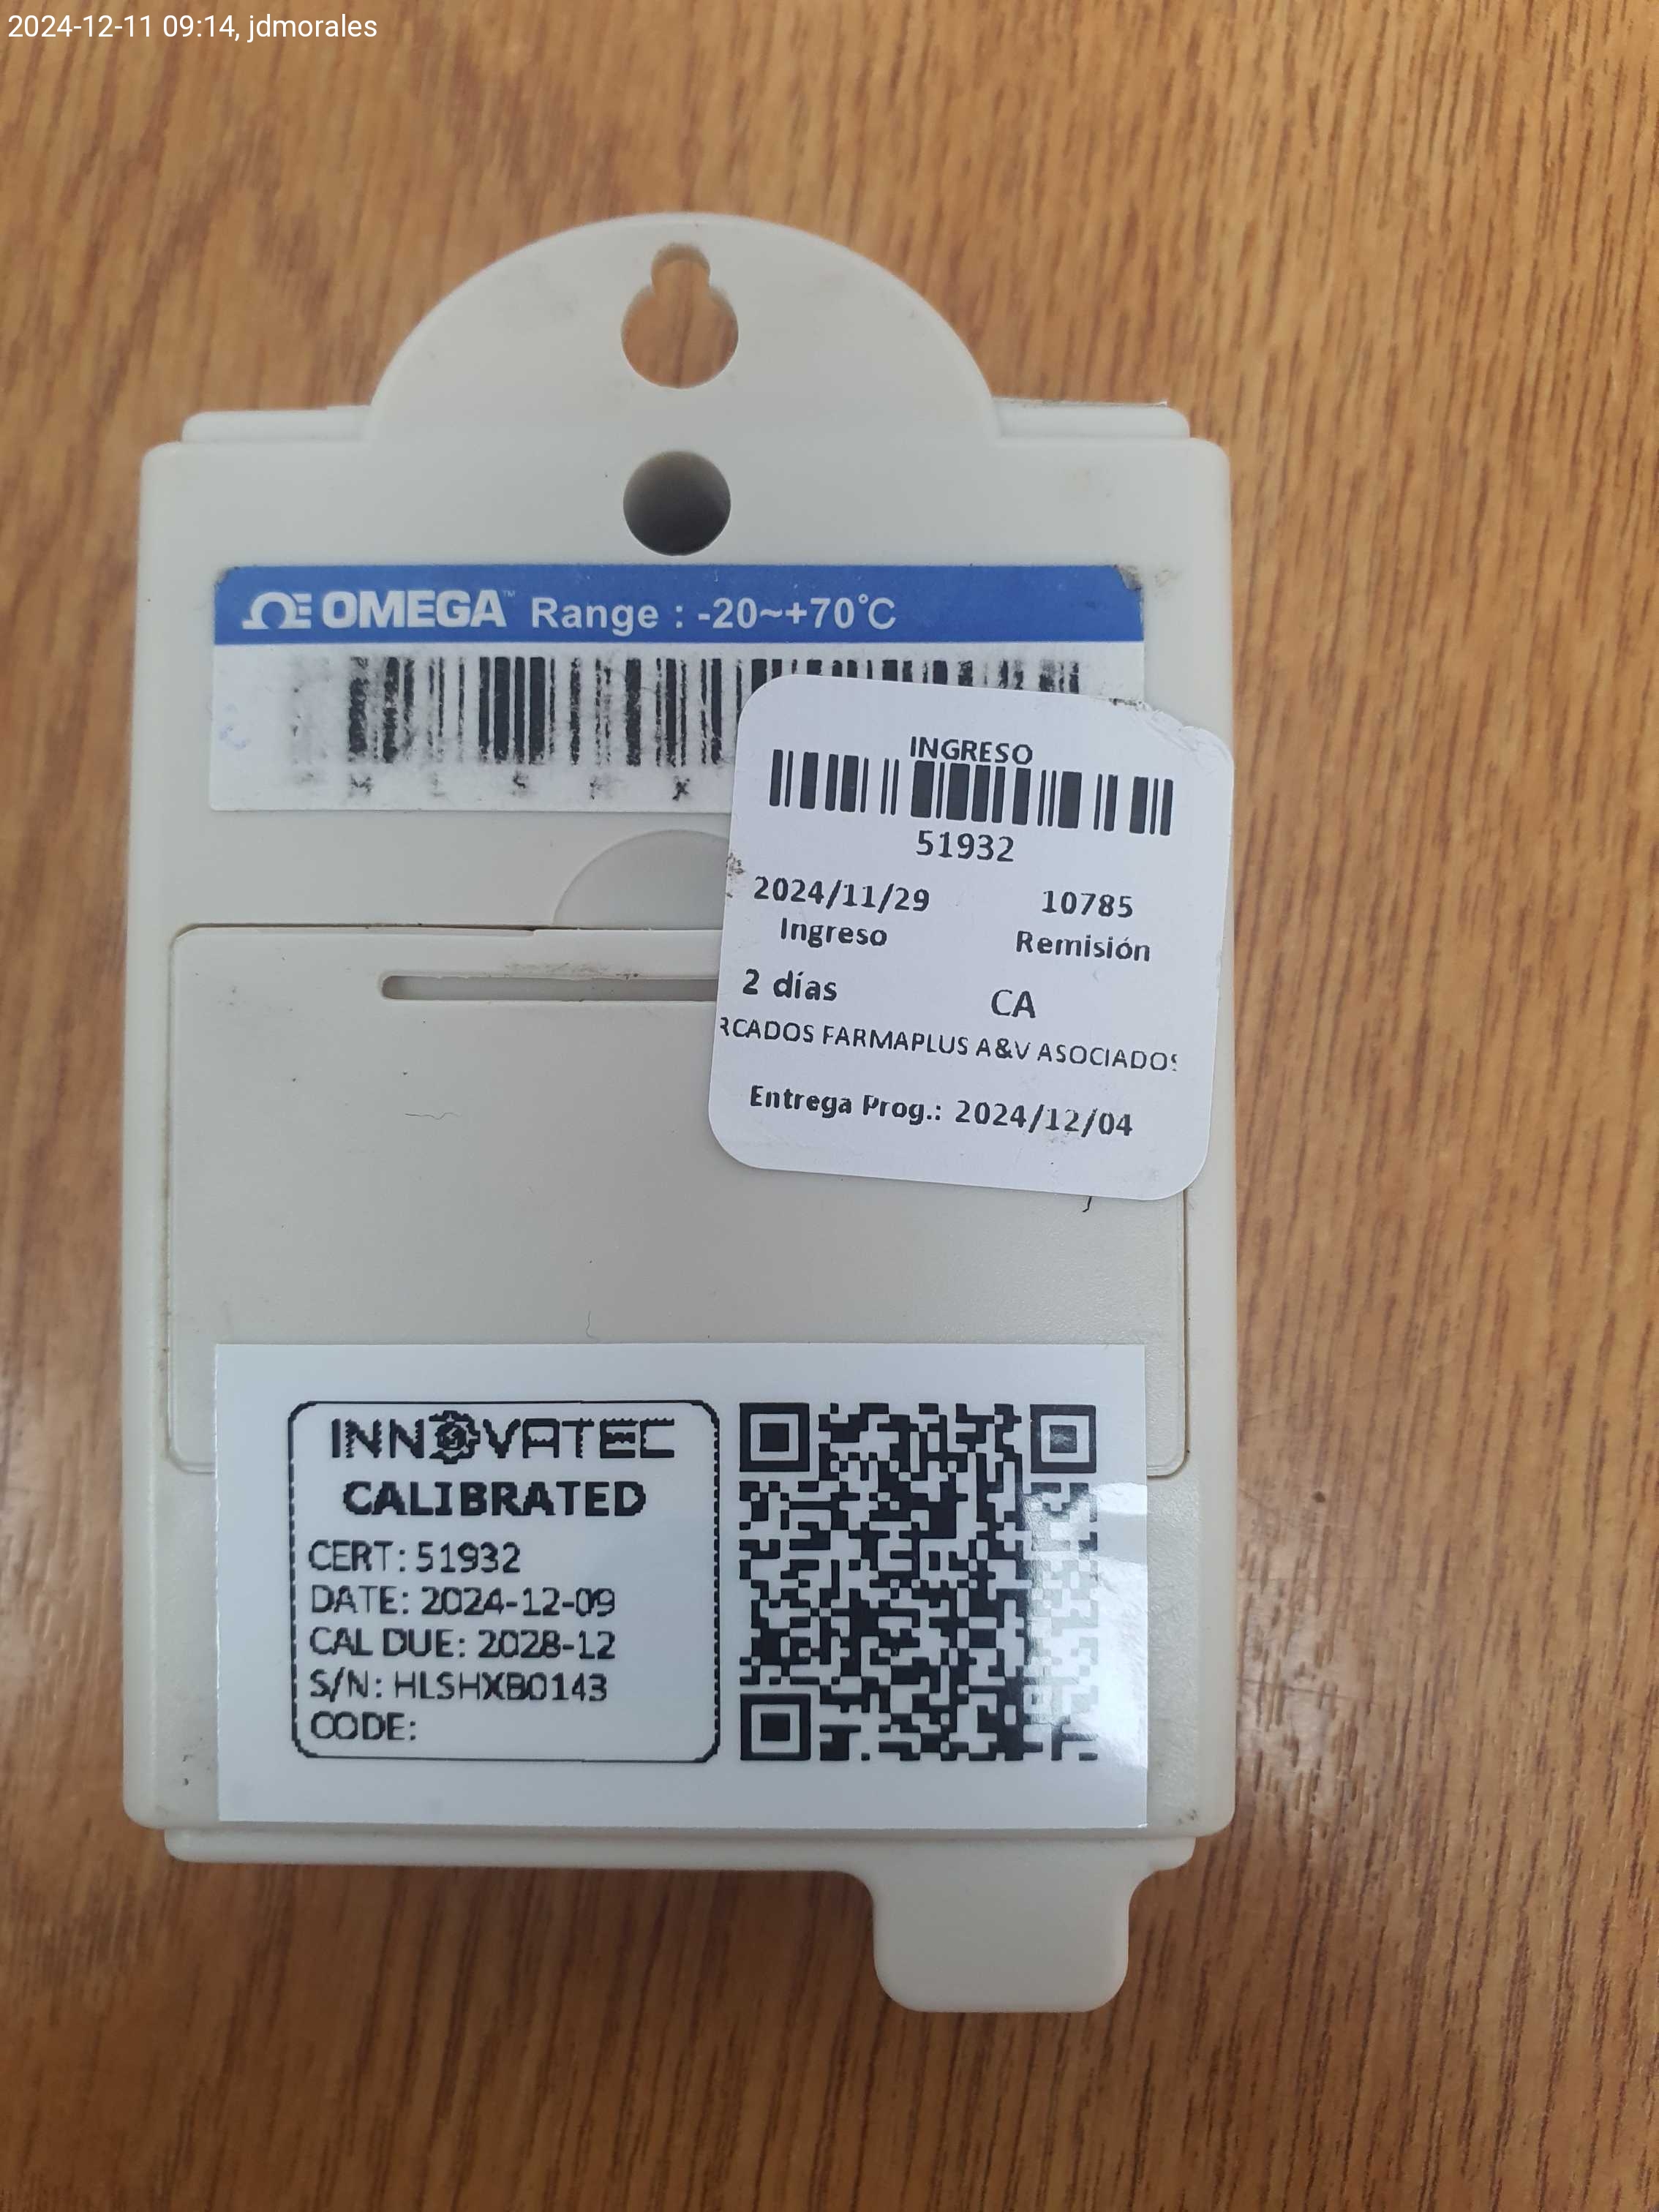 2024-12-11 09:14, jdmorales
OMEGA™ Range : -20~+70°C
INGRESO
51932
2024/11/29 10785
Ingreso Remisión
2 días CA
RCADOS FARMAPLUS A&V ASOCIADOS
Entrega Prog.: 2024/12/04
INNOVATEC
CALIBRATED
CERT: 51932
DATE: 2024-12-09
CAL DUE: 2028-12
S/N: HLSHXB0143
CODE: